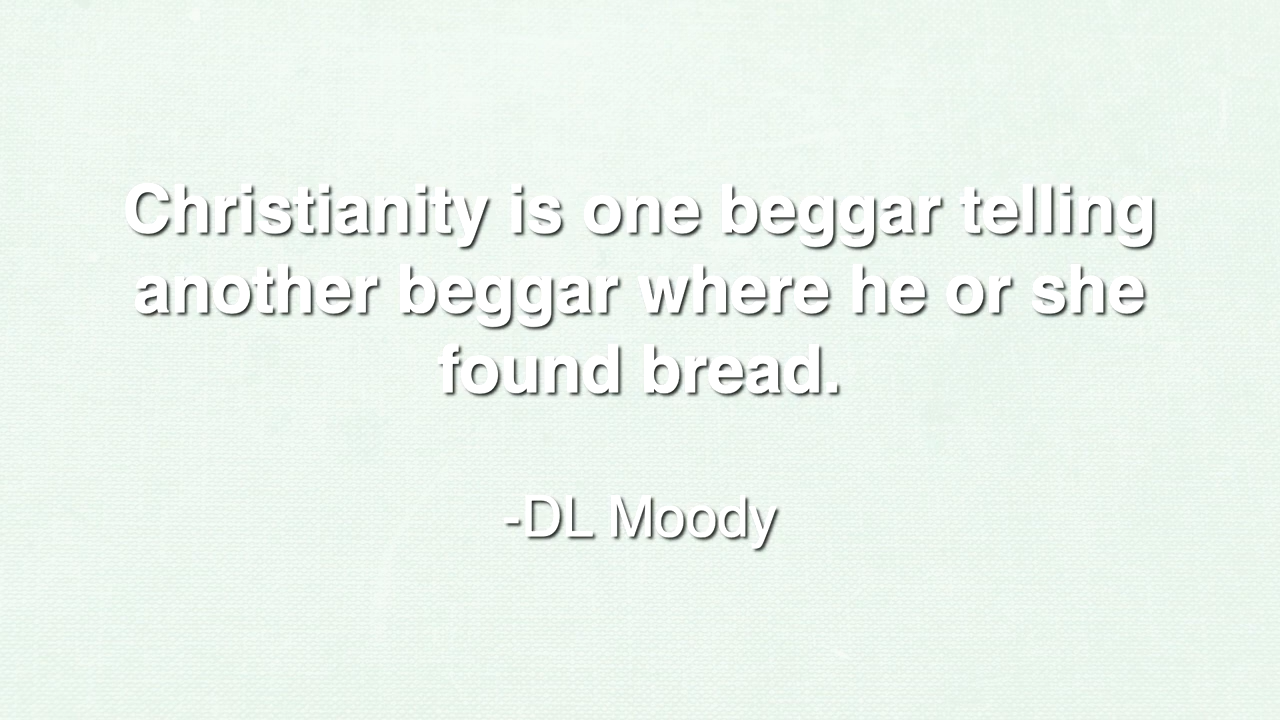 Christianity is one beggar telling
another beggar where he or she
found bread.
-DL Moody